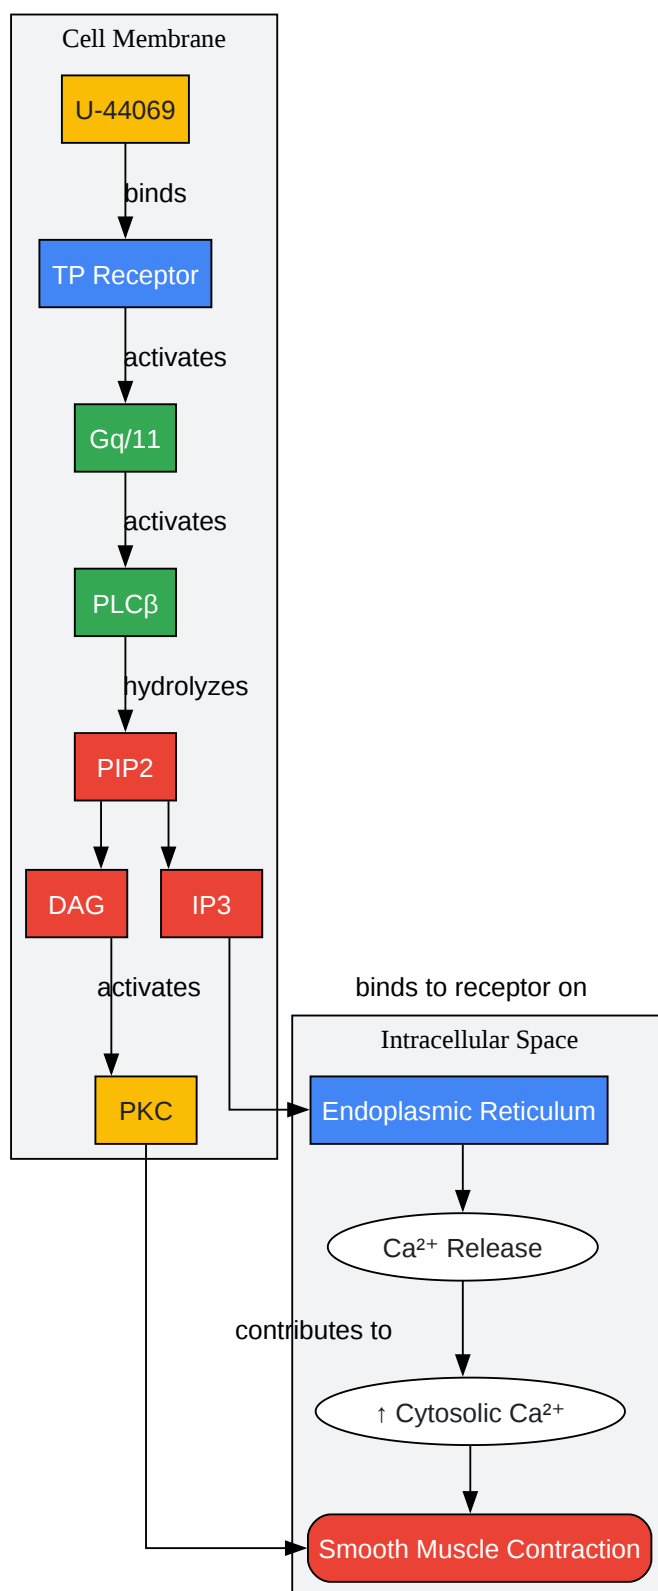 Cell Membrane
U-44069
binds
TP Receptor
activates
Gq/11
activates
PLCβ
hydrolyzes
PIP2
DAG
IP3
activates
binds to receptor on
Intracellular Space
PKC
Endoplasmic Reticulum
Ca²⁺ Release
contributes to
↑ Cytosolic Ca²⁺
Smooth Muscle Contraction